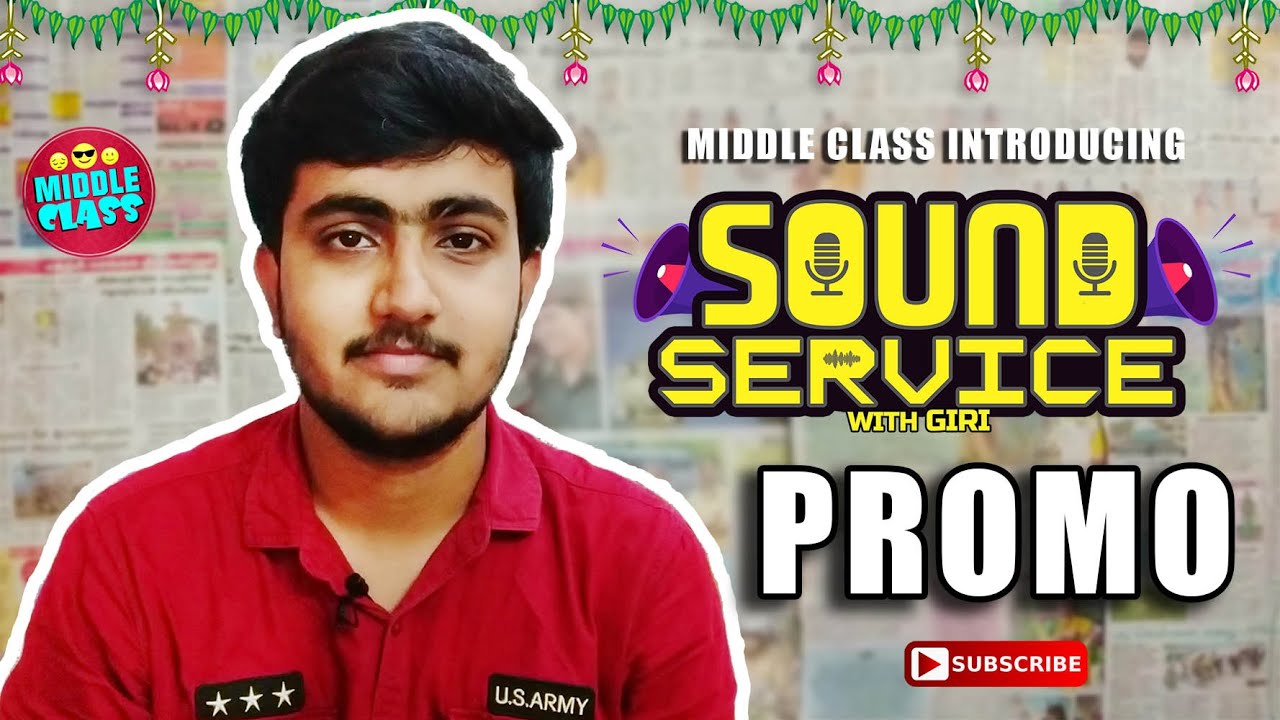 MIDDLE
CLASS
MIDDLE CLASS INTRODUCING
SOUND
SERVICE
WITH GIRI
PROMO
SUBSCRIBE
U.S.ARMY